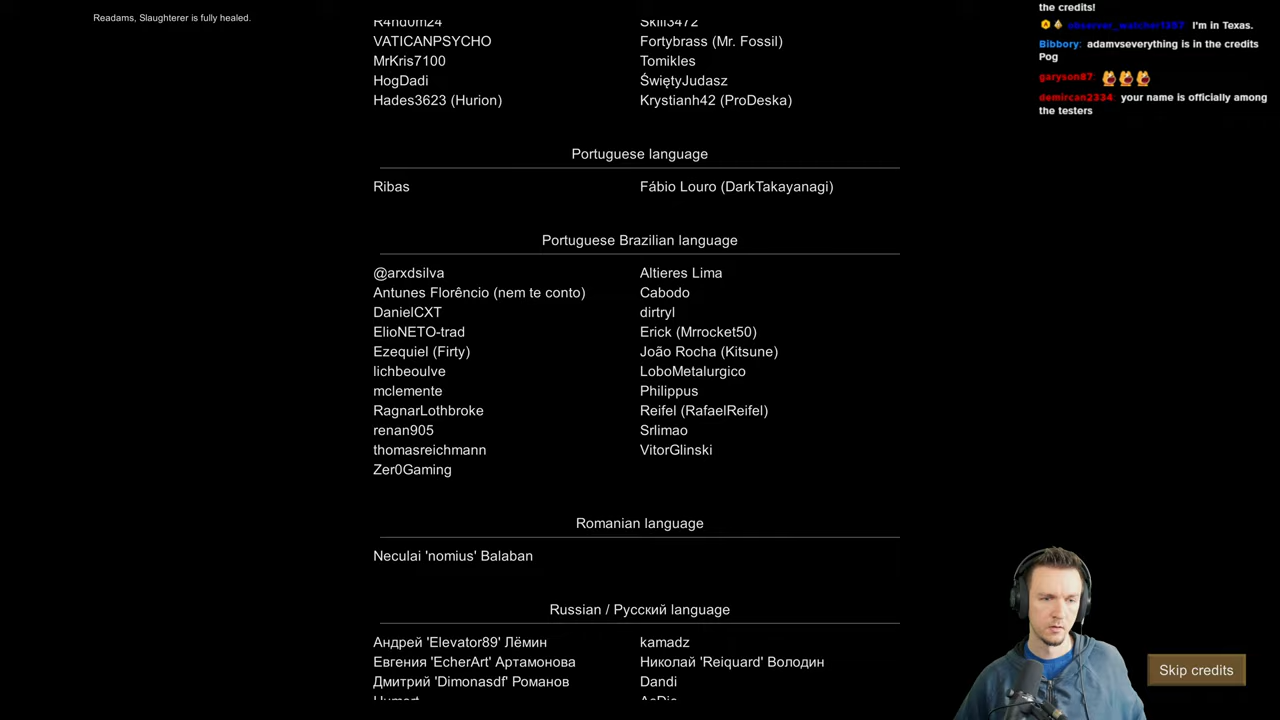 Readams, Slaughterer is fully healed.
R4ndom24
Skill3472
VATICANPSYCHO
Fortybrass (Mr. Fossil)
MrKris7100
Tomikles
HogDadi
ŚwiętyJudasz
Hades3623 (Hurion)
Krystianh42 (ProDeska)
Portuguese language
Ribas
Fábio Louro (DarkTakayanagi)
Portuguese Brazilian language
@arxdsilva
Altieres Lima
Antunes Florêncio (nem te conto)
Cabodo
DanielCXT
dirtryl
ElioNETO-trad
Erick (Mrrocket50)
Ezequiel (Firty)
João Rocha (Kitsune)
lichbeoulve
LoboMetalurgico
mclemente
Philippus
RagnarLothbroke
Reifel (RafaelReifel)
renan905
Srlimao
thomasreichmann
VitorGlinski
Zer0Gaming
Romanian language
Neculai 'nomius' Balaban
Russian / Русский language
Андрей 'Elevator89' Лёмин
kamadz
Евгения 'EcherArt' Артамонова
Николай 'Reiquard' Володин
Дмитрий 'Dimonasdf' Романов
Dandi
the credits!
observer_watcher1337: I'm in Texas.
Bibbory: adamvseverything is in the credits
Pog
garyson87:
demircan2334: your name is officially among
the testers
Skip credits